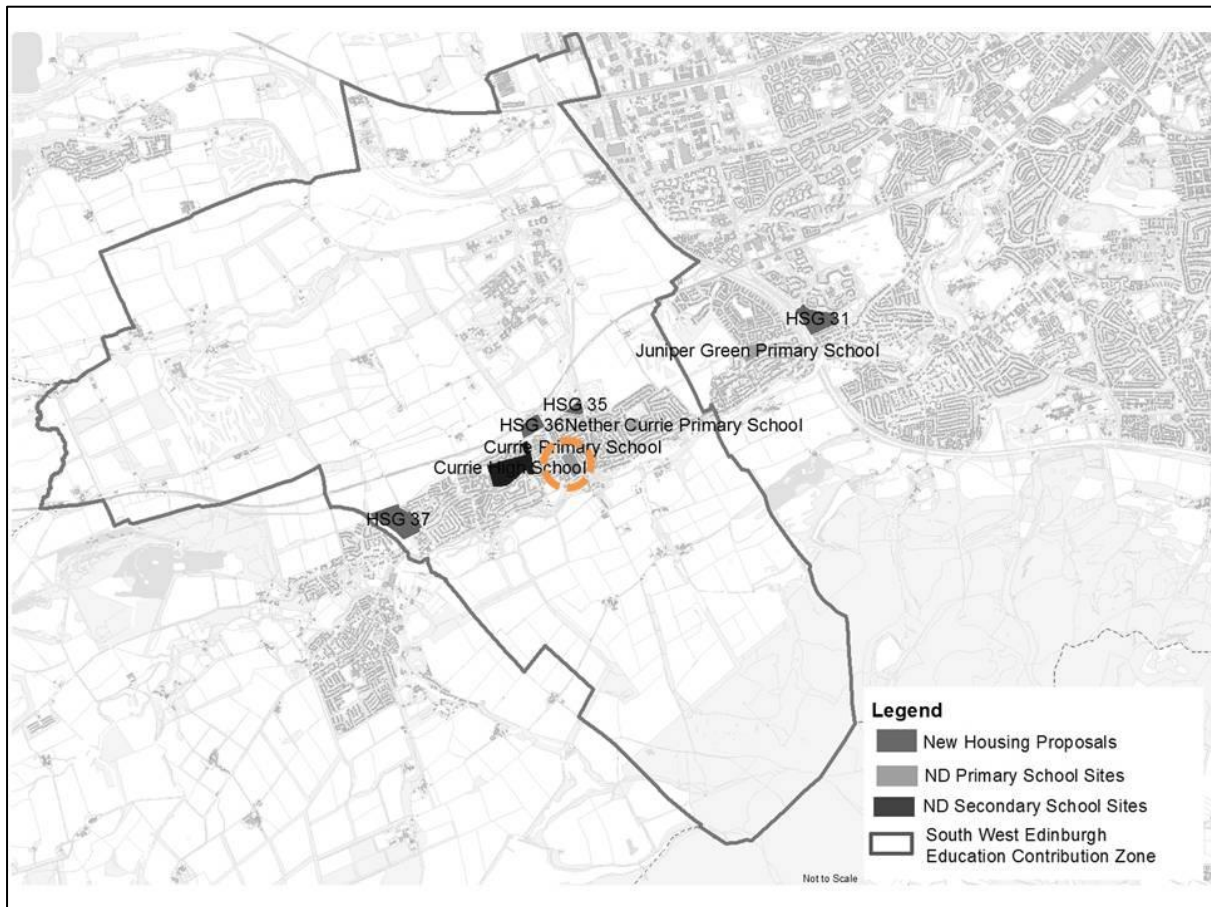 HSG 31
Juniper Green Primary School
HSG 35
HSG 36Nether Currie Primary School
Currie Primary School
Currie High School
HSG 37
Legend
New Housing Proposals
ND Primary School Sites
ND Secondary School Sites
South West Edinburgh
Education Contribution Zone
Not to Scale